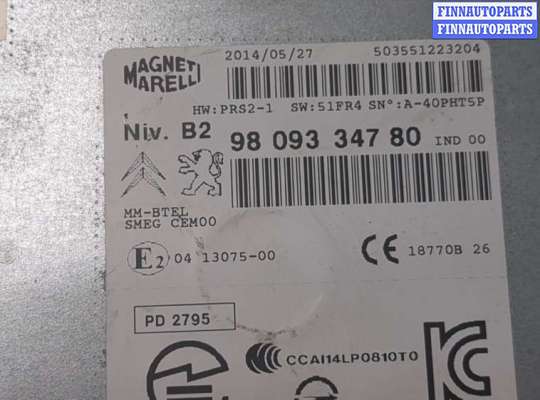 FINNAUTOPARTS
FINNAUTOPARTS
MAGNETI
MARELLI
2014/05/27 503551223204
HW:PRS2-1 SW:51FR4 SN°:A-40PHT5P
Niv. B2 98 093 347 80 IND 00
MM-BTEL
SMEG CEM00
E2 04 13075-00 CE 18770B 26
PD 2795
CCAI14LP0810T0